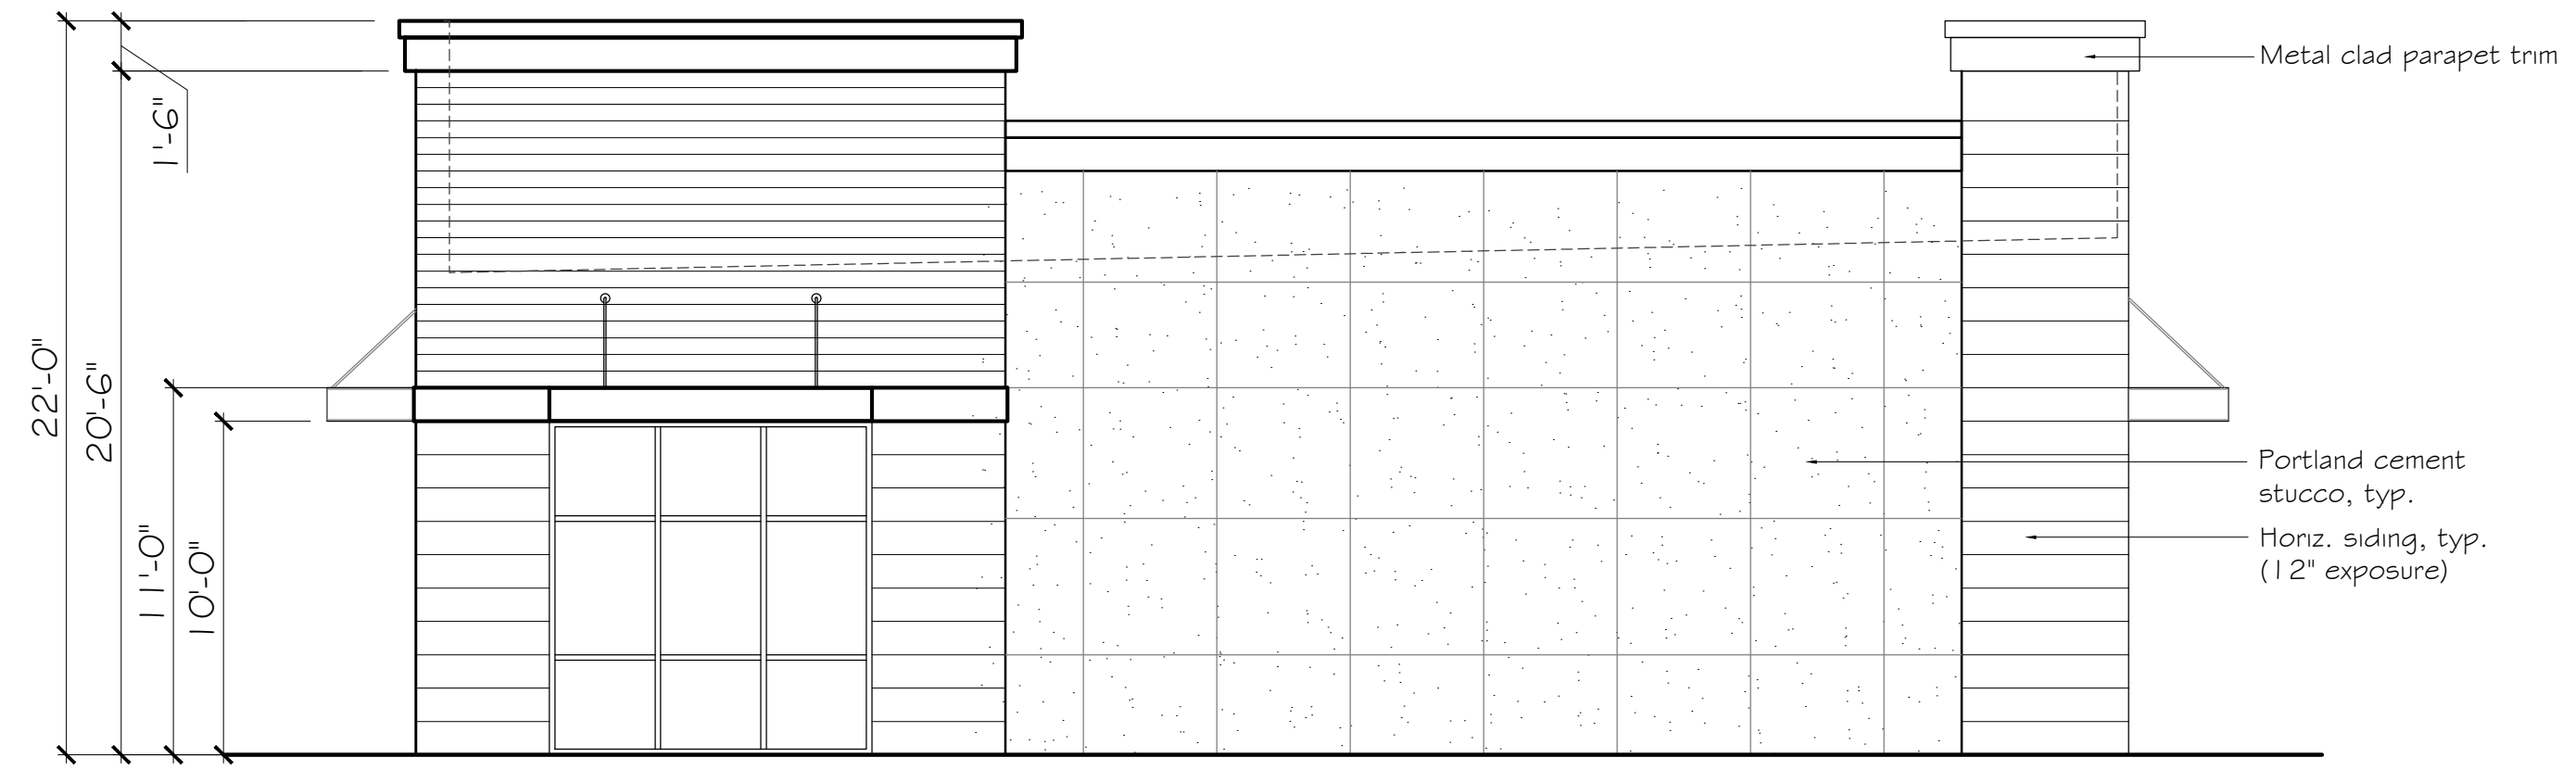 Metal clad parapet trim
1'-6"
22'-0"
20'-6"
11'-0"
10'-0"
Portland cement
stucco, typ.
Horiz. siding, typ.
(12" exposure)